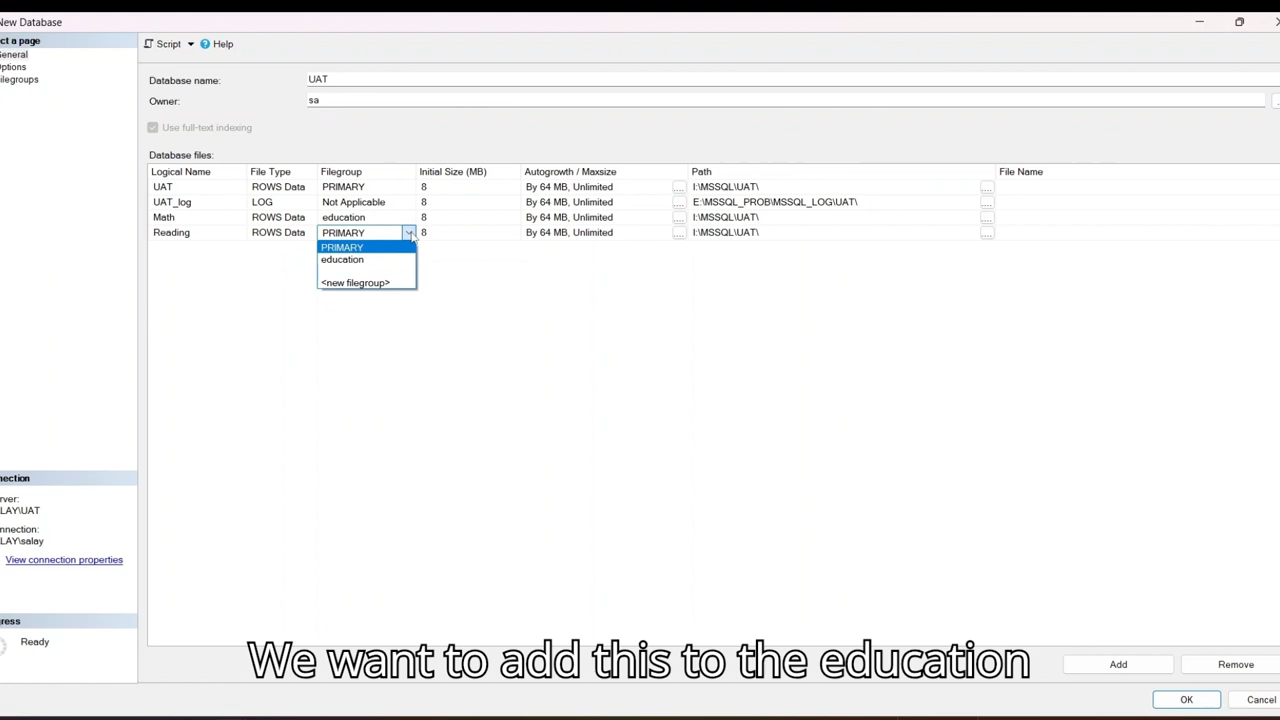 New Database
ct a page
General
Options
ilegroups
Script
Help
Database name:
UAT
Owner:
sa
...
Use full-text indexing
Database files:
Logical Name File Type Filegroup Initial Size (MB) Autogrowth / Maxsize Path File Name
UAT ROWS Data PRIMARY 8 By 64 MB, Unlimited ... I:\MSSQL\UAT\ ...
UAT_log LOG Not Applicable 8 By 64 MB, Unlimited ... E:\MSSQL_PROB\MSSQL_LOG\UAT\ ...
Math ROWS Data education 8 By 64 MB, Unlimited ... I:\MSSQL\UAT\ ...
Reading ROWS Data PRIMARY 8 By 64 MB, Unlimited ... I:\MSSQL\UAT\ ...
PRIMARY
education
<new filegroup>
nection
rver:
LAY\UAT
nnection:
LAY\salay
View connection properties
ress
Ready
We want to add this to the education
Add
Remove
OK
Cancel